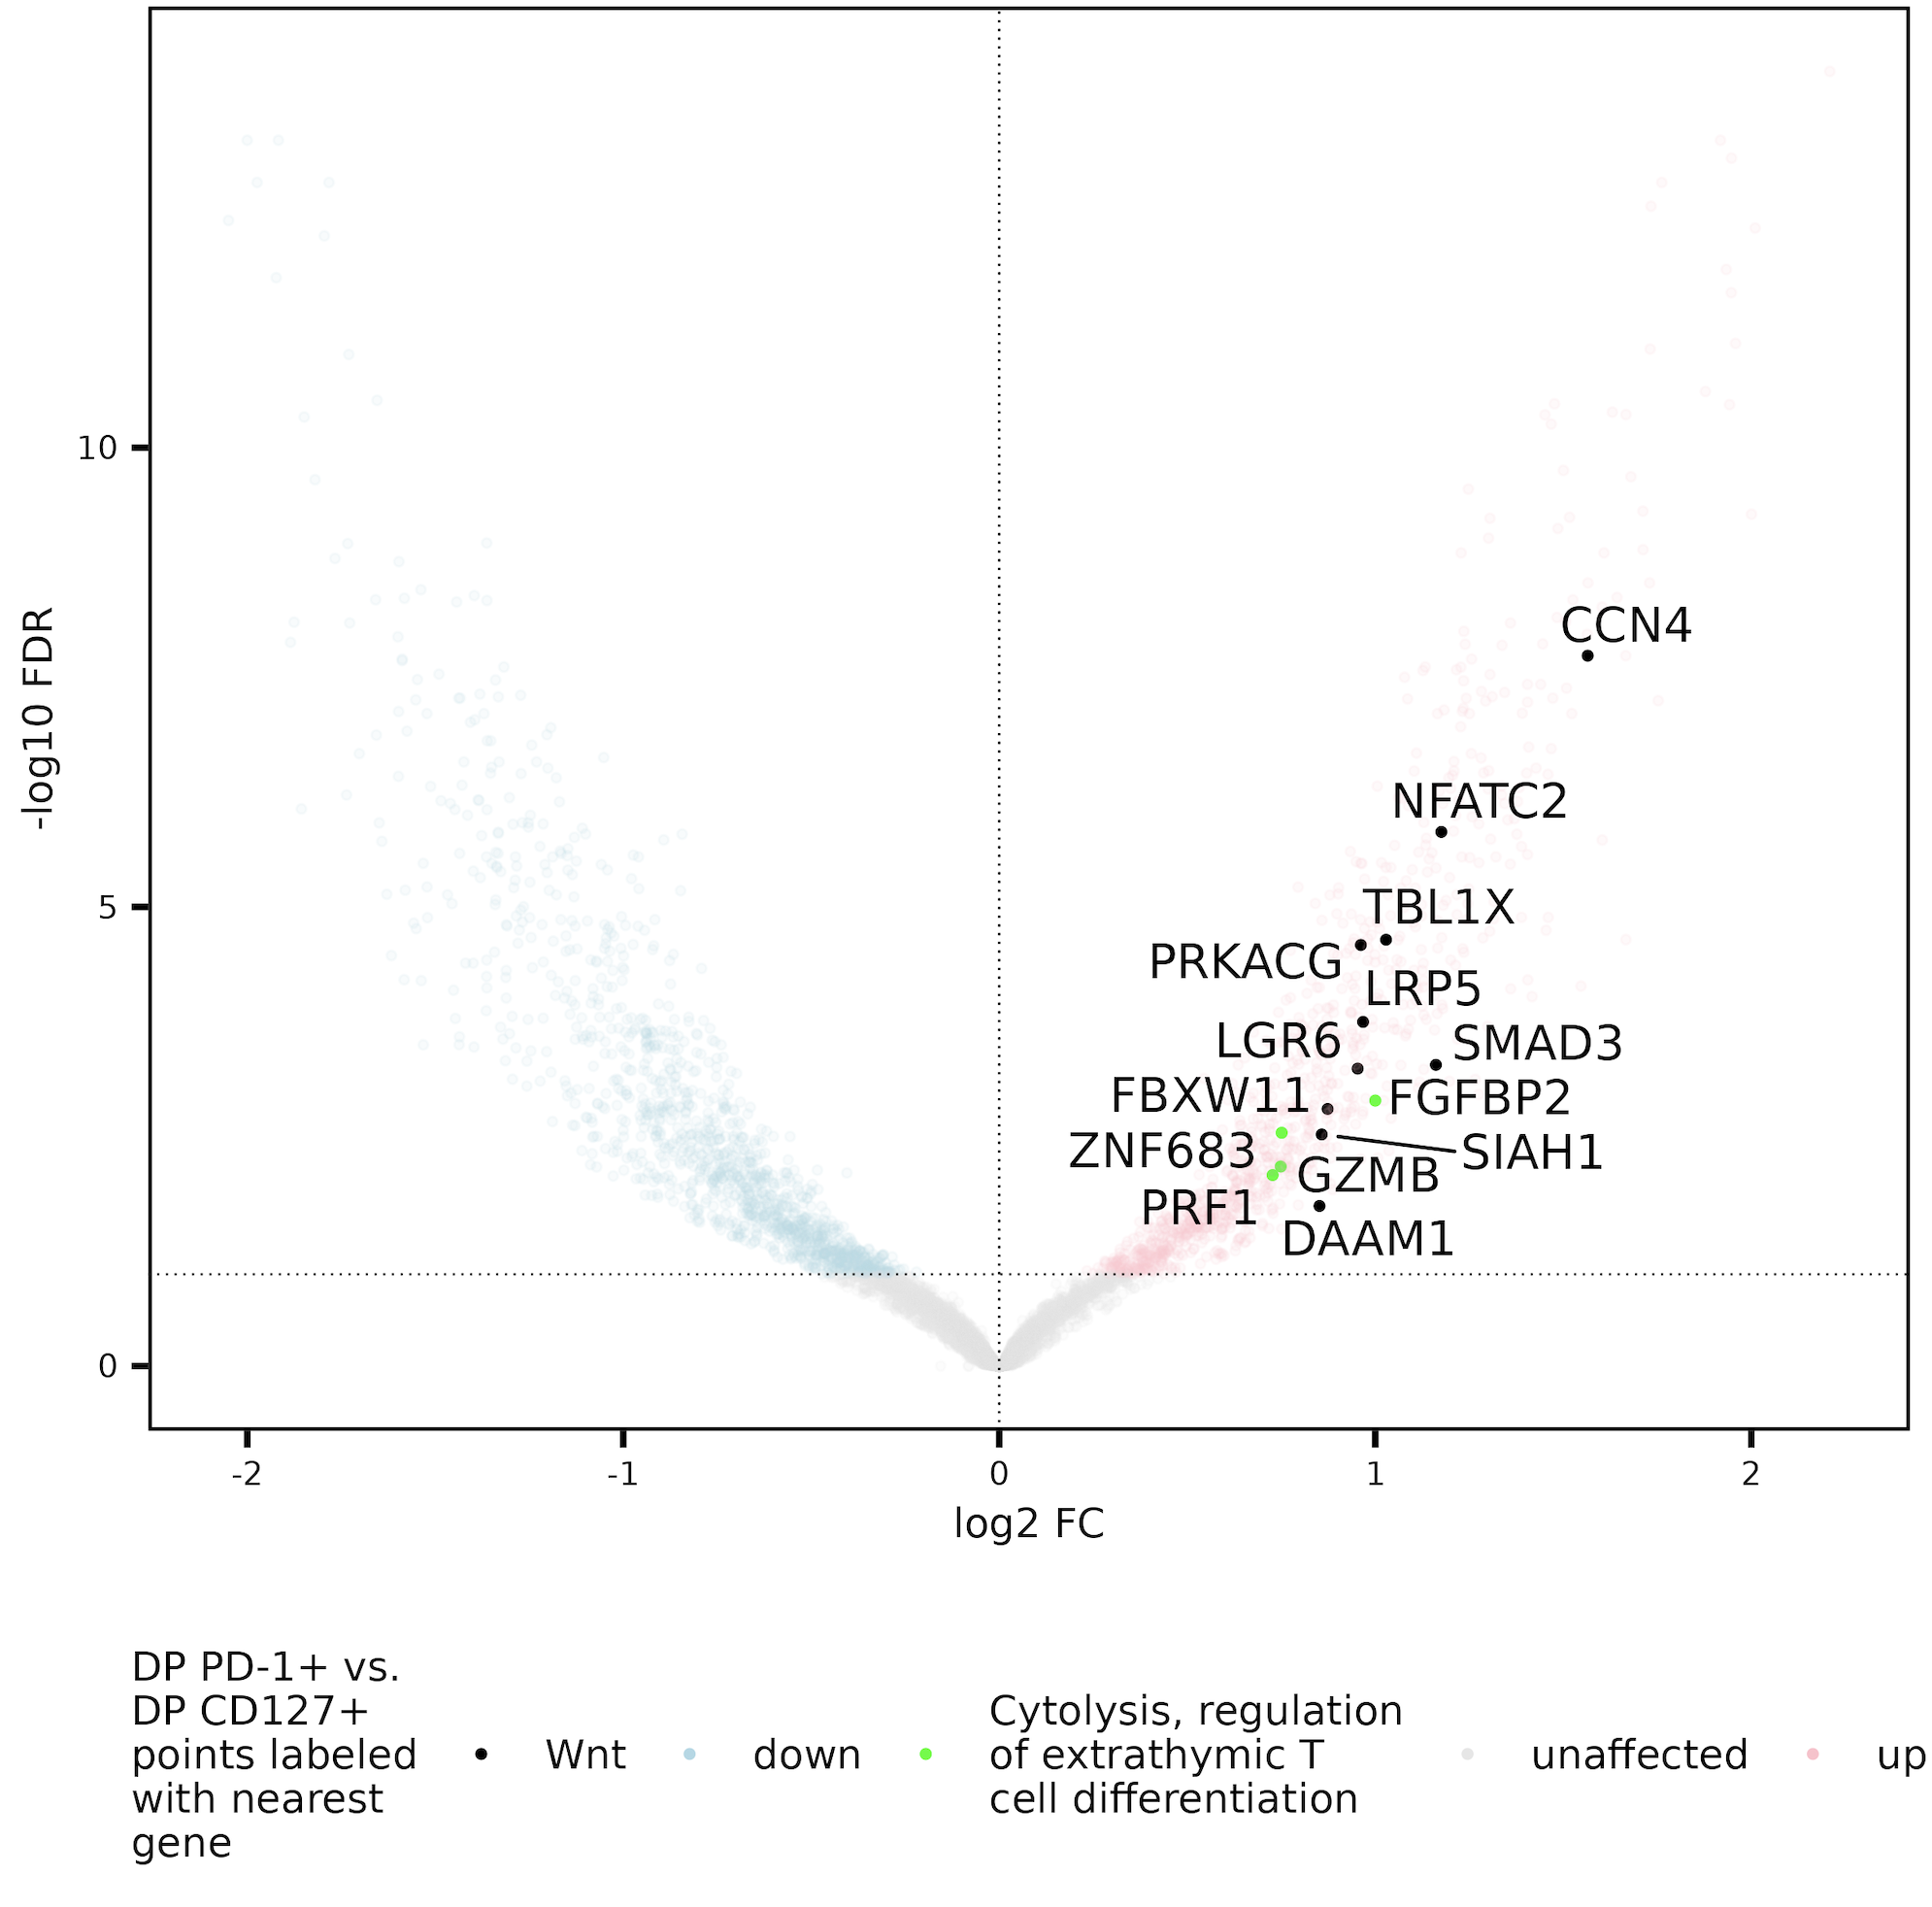 CCN4
NFATC2
TBL1X
PRKACG
LRP5
LGR6
SMAD3
FBXW11
FGFBP2
ZNF683
SIAH1
GZMB
PRF1
DAAM1
10
5
0
-log10 FDR
-2 -1 0 1 2
log2 FC
DP PD-1+ vs.
DP CD127+
points labeled
with nearest
gene
Wnt
down
Cytolysis, regulation
of extrathymic T
cell differentiation
unaffected
up